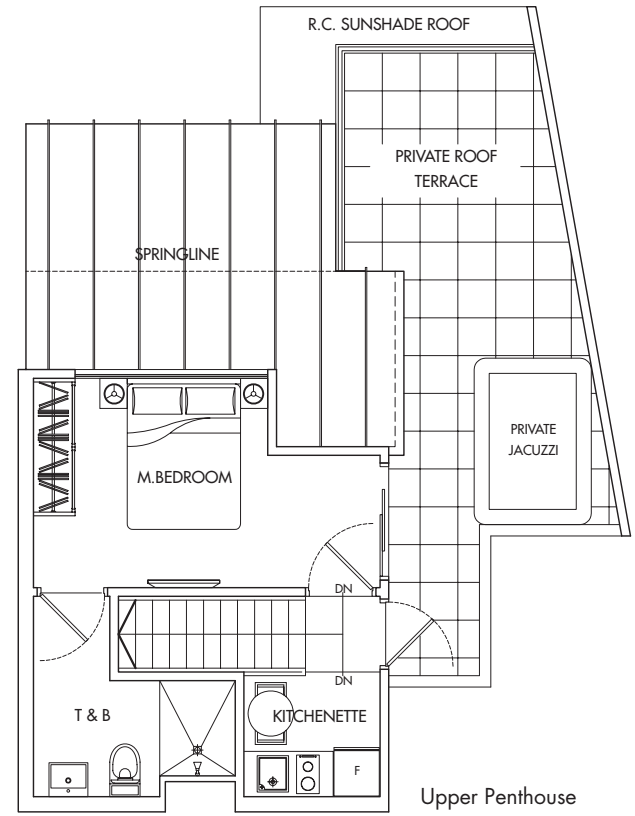 R.C. SUNSHADE ROOF
PRIVATE ROOF
TERRACE
SPRINGLINE
PRIVATE
JACUZZI
M.BEDROOM
DN
DN
T & B
KITCHENETTE
F
Upper Penthouse